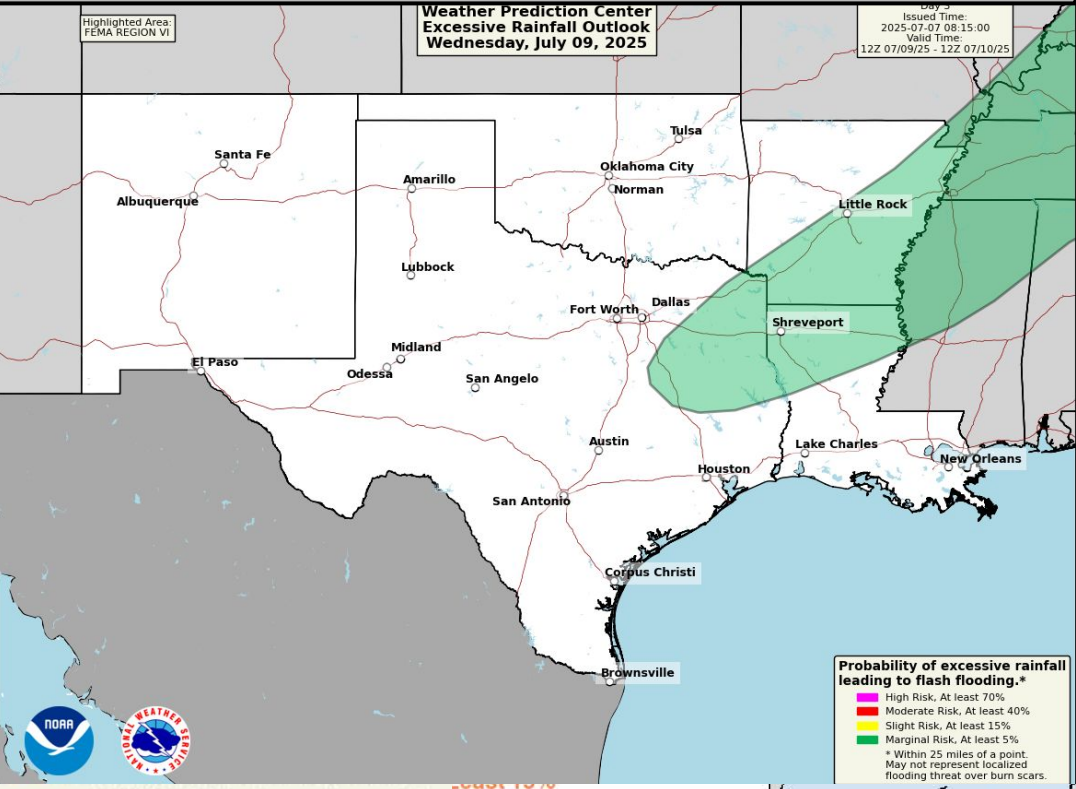 Highlighted Area:
FEMA REGION VI
Weather Prediction Center
Excessive Rainfall Outlook
Wednesday, July 09, 2025
Day 3
Issued Time:
2025-07-07 08:15:00
Valid Time:
12Z 07/09/25 - 12Z 07/10/25
Tulsa
Santa Fe
Oklahoma City
Amarillo
Norman
Albuquerque
Little Rock
Lubbock
Dallas
Fort Worth
Shreveport
Midland
El Paso
Odessa
San Angelo
Austin
Lake Charles
New Orleans
Houston
San Antonio
Corpus Christi
Brownsville
Probability of excessive rainfall
leading to flash flooding.*
High Risk, At least 70%
Moderate Risk, At least 40%
Slight Risk, At least 15%
Marginal Risk, At least 5%
* Within 25 miles of a point.
May not represent localized
flooding threat over burn scars.
NOAA
NATIONAL WEATHER SERVICE